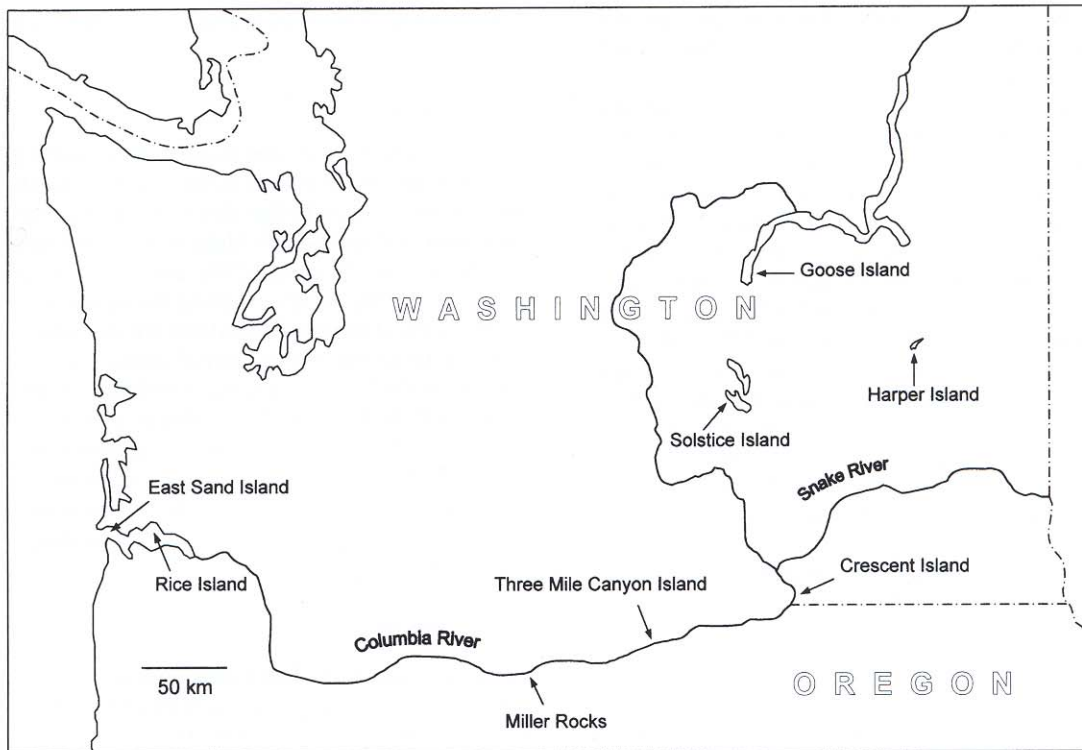 Goose Island
WASHINGTON
Harper Island
Solstice Island
Snake River
East Sand Island
Crescent Island
Rice Island
Three Mile Canyon Island
Columbia River
50 km
OREGON
Miller Rocks